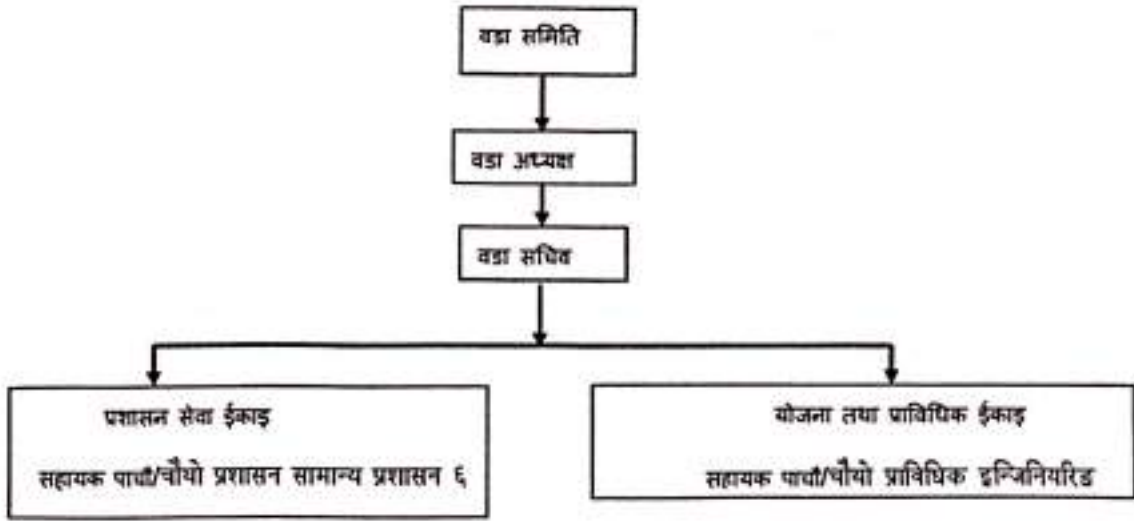 वडा समिति
वडा अध्यक्ष
वडा सचिव
प्रशासन सेवा ईकाइ
सहायक पाचौं/चौयो प्रशासन सामान्य प्रशासन ६
योजना तथा प्राविधिक ईकाइ
सहायक पाचौं/चौयो प्राविधिक इन्जिनियरिङ